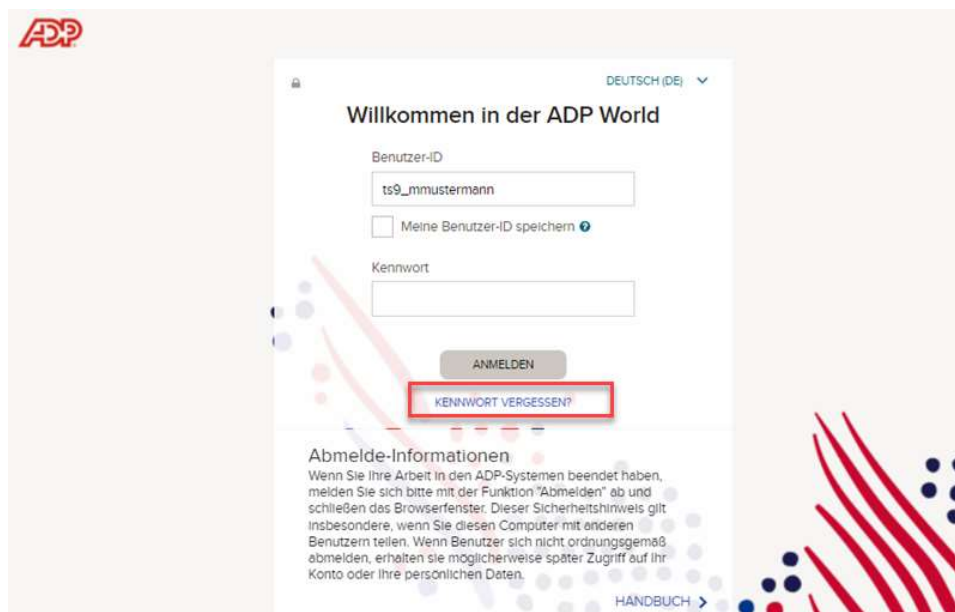 ADP
DEUTSCH (DE)
Willkommen in der ADP World
Benutzer-ID
ts9_mmustermann
Meine Benutzer-ID speichern ?
Kennwort
ANMELDEN
KENNWORT VERGESSEN?
Abmelde-Informationen
Wenn Sie Ihre Arbeit in den ADP-Systemen beendet haben,
melden Sie sich bitte mit der Funktion "Abmelden" ab und
schließen das Browserfenster. Dieser Sicherheitshinweis gilt
insbesondere, wenn Sie diesen Computer mit anderen
Benutzern teilen. Wenn Benutzer sich nicht ordnungsgemäß
abmelden, erhalten sie möglicherweise später Zugriff auf Ihr
Konto oder Ihre persönlichen Daten.
HANDBUCH